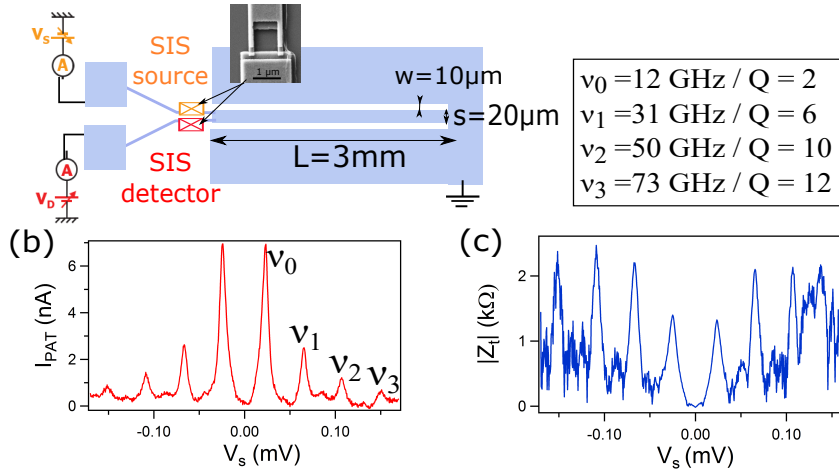 V_S
A
SIS
source
1 μm
w=10μm
s=20μm
L=3mm
SIS
detector
A
V_D
ν₀ =12 GHz / Q = 2
ν₁ =31 GHz / Q = 6
ν₂ =50 GHz / Q = 10
ν₃ =73 GHz / Q = 12
(b)
6
4
2
0
I_PAT (nA)
ν₀
ν₁
ν₂
ν₃
-0.10
0.00
0.10
V_s (mV)
(c)
2
1
0
|Z_t| (kΩ)
-0.10
0.00
0.10
V_s (mV)